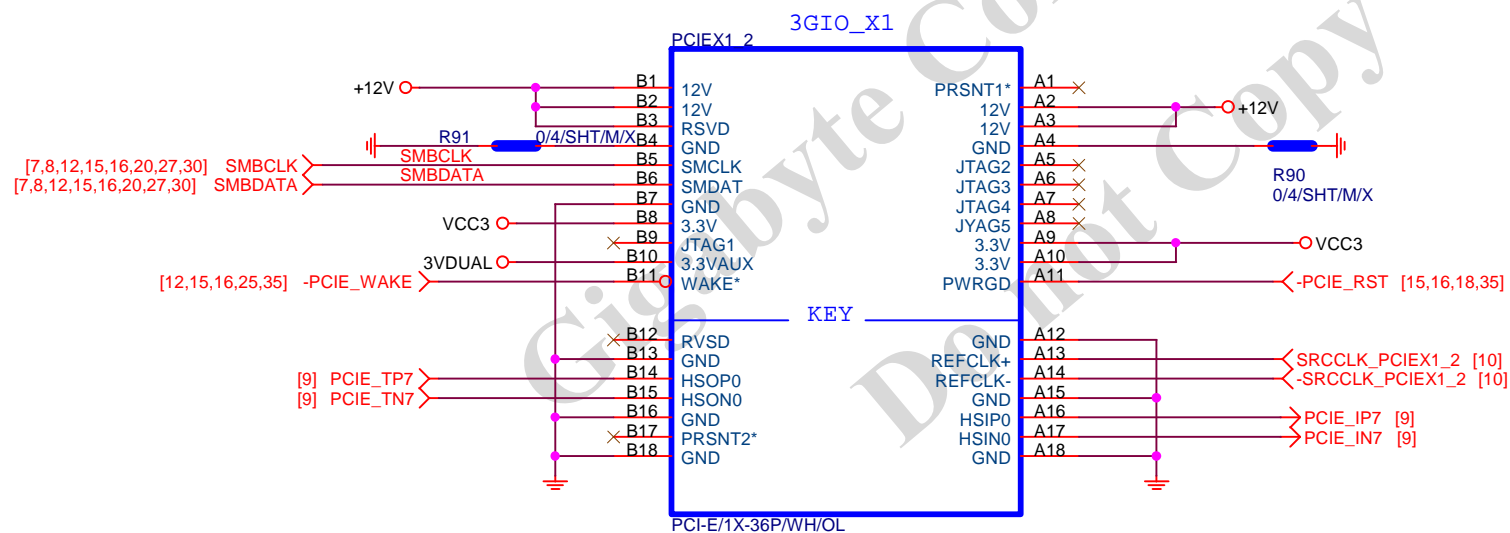 3GIO_X1
PCIEX1_2
+12V B1 12V PRSNT1* A1
B2 12V 12V A2 +12V
B3 RSVD 12V A3
R91 0/4/SHT/M/X B4 GND GND A4
[7,8,12,15,16,20,27,30] SMBCLK SMBCLK B5 SMCLK JTAG2 A5
[7,8,12,15,16,20,27,30] SMBDATA SMBDATA B6 SMDAT JTAG3 A6 R90
B7 GND JTAG4 A7 0/4/SHT/M/X
VCC3 B8 3.3V JYAG5 A8
B9 JTAG1 3.3V A9 VCC3
3VDUAL B10 3.3VAUX 3.3V A10
[12,15,16,25,35] -PCIE_WAKE B11 WAKE* PWRGD A11 -PCIE_RST [15,16,18,35]
KEY
B12 RVSD GND A12
B13 GND REFCLK+ A13 SRCCLK_PCIEX1_2 [10]
[9] PCIE_TP7 B14 HSOP0 REFCLK- A14 -SRCCLK_PCIEX1_2 [10]
[9] PCIE_TN7 B15 HSON0 GND A15
B16 GND HSIP0 A16 PCIE_IP7 [9]
B17 PRSNT2* HSIN0 A17 PCIE_IN7 [9]
B18 GND GND A18
PCI-E/1X-36P/WH/OL
Gigabyte Co
Do not Copy